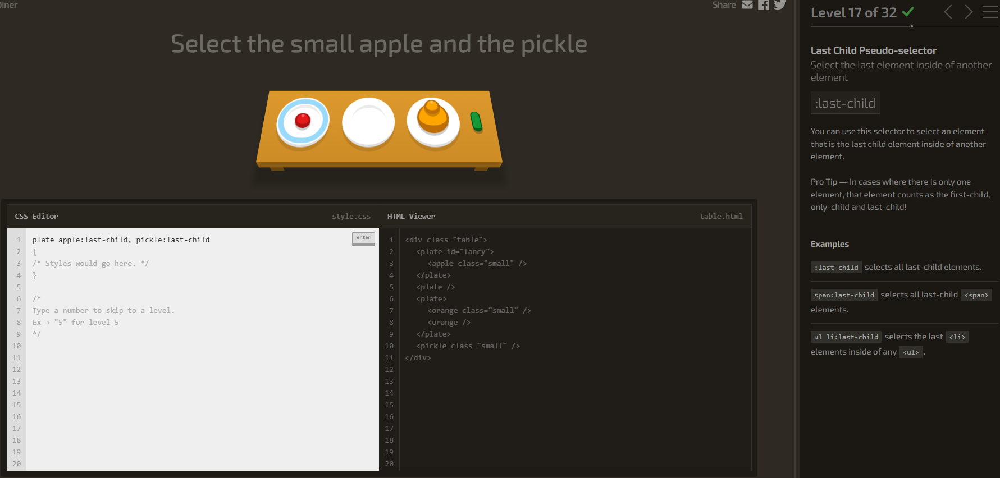 Diner
Share
Select the small apple and the pickle
CSS Editor
style.css
1 plate apple:last-child, pickle:last-child
enter
2 {
3 /* Styles would go here. */
4 }
5
6 /*
7 Type a number to skip to a level.
8 Ex → "5" for level 5
9 */
10
11
12
13
14
15
16
17
18
19
20
HTML Viewer
table.html
1 <div class="table">
2 <plate id="fancy">
3 <apple class="small" />
4 </plate>
5 <plate />
6 <plate>
7 <orange class="small" />
8 <orange />
9 </plate>
10 <pickle class="small" />
11 </div>
12
13
14
15
16
17
18
19
20
Level 17 of 32
Last Child Pseudo-selector
Select the last element inside of another
element
:last-child
You can use this selector to select an element
that is the last child element inside of another
element.
Pro Tip → In cases where there is only one
element, that element counts as the first-child,
only-child and last-child!
Examples
:last-child selects all last-child elements.
span:last-child selects all last-child <span>
elements.
ul li:last-child selects the last <li>
elements inside of any <ul> .